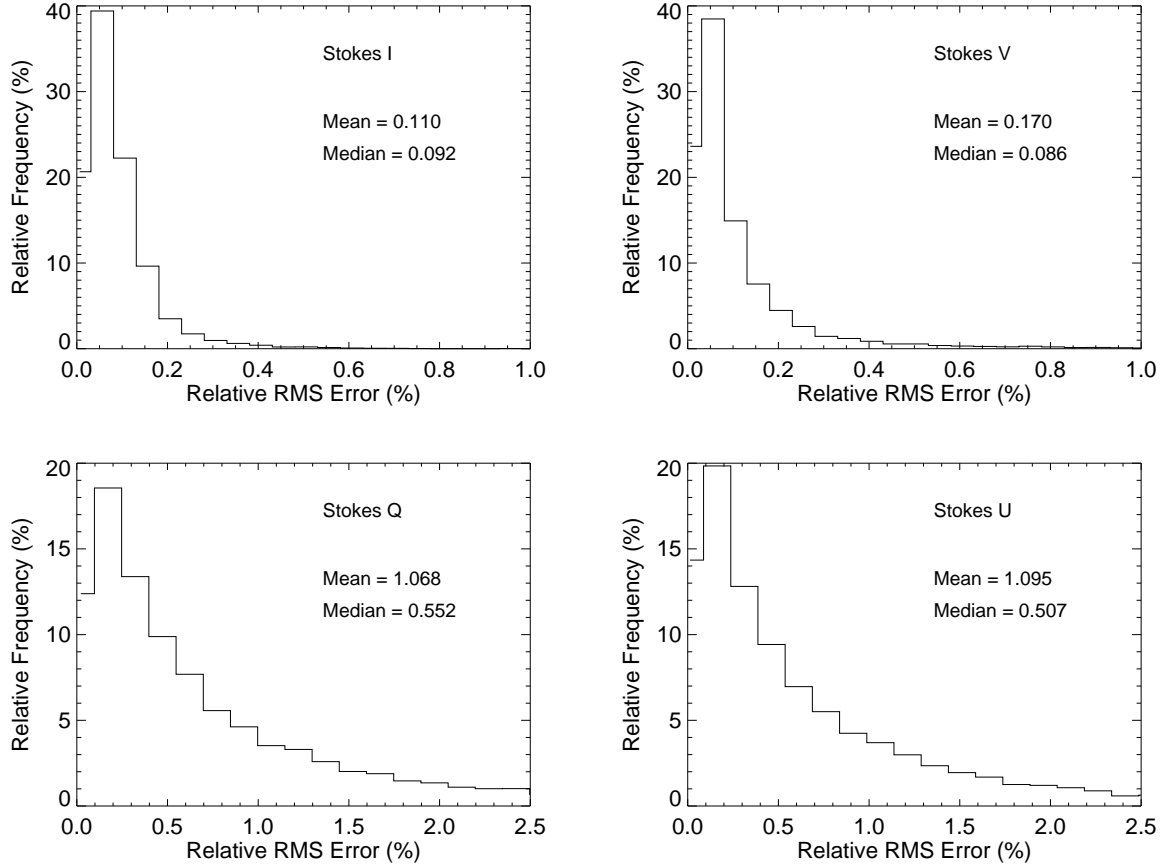 Stokes I
Mean = 0.110
Median = 0.092
Relative Frequency (%)
40
30
20
10
0
0.0 0.2 0.4 0.6 0.8 1.0
Relative RMS Error (%)
Stokes V
Mean = 0.170
Median = 0.086
Relative Frequency (%)
40
30
20
10
0
0.0 0.2 0.4 0.6 0.8 1.0
Relative RMS Error (%)
Stokes Q
Mean = 1.068
Median = 0.552
Relative Frequency (%)
20
15
10
5
0
0.0 0.5 1.0 1.5 2.0 2.5
Relative RMS Error (%)
Stokes U
Mean = 1.095
Median = 0.507
Relative Frequency (%)
20
15
10
5
0
0.0 0.5 1.0 1.5 2.0 2.5
Relative RMS Error (%)